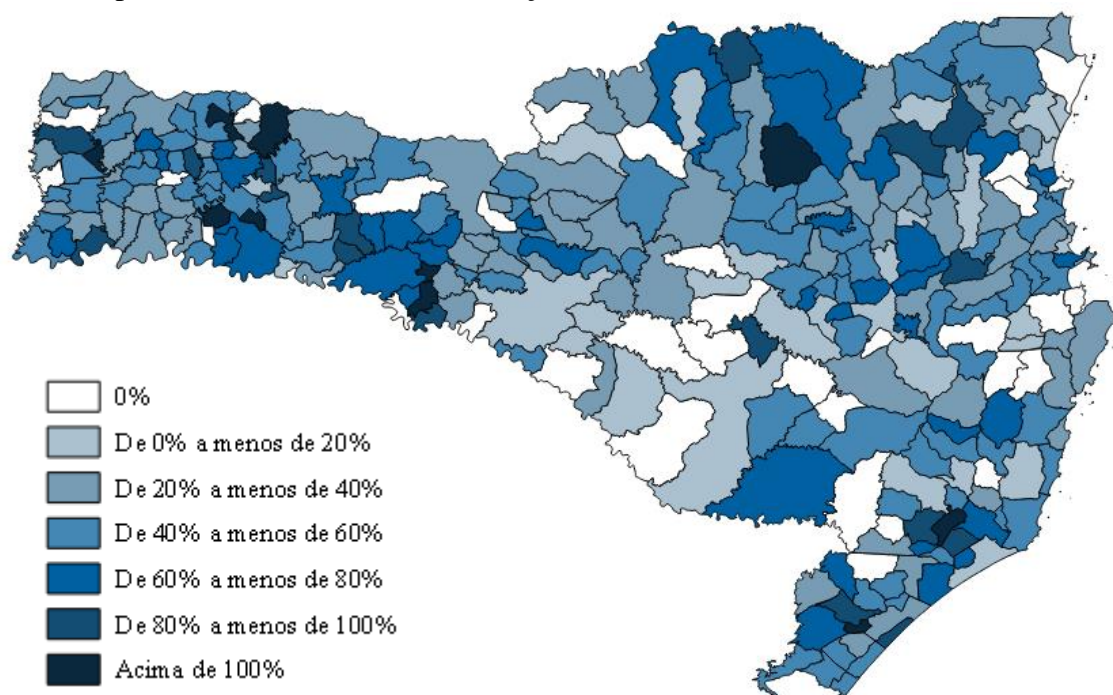 0%
De 0% a menos de 20%
De 20% a menos de 40%
De 40% a menos de 60%
De 60% a menos de 80%
De 80% a menos de 100%
Acima de 100%